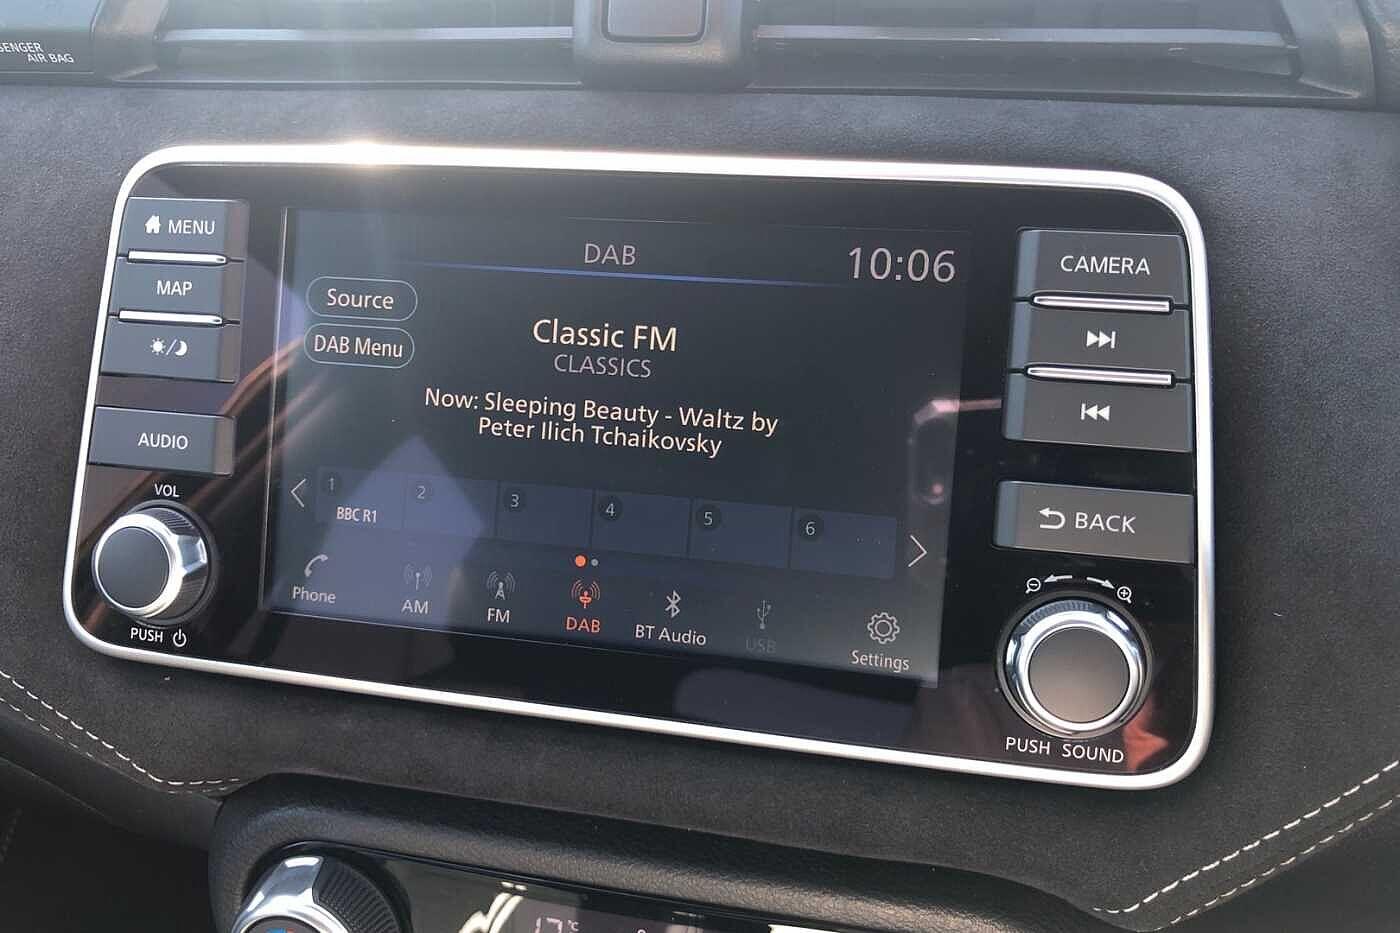 AIR BAG
MENU
MAP
AUDIO
VOL
PUSH
DAB
10:06
Source
DAB Menu
Classic FM
CLASSICS
Now: Sleeping Beauty - Waltz by
Peter Ilich Tchaikovsky
1 2 3 4 5 6
BBC R1
Phone AM FM DAB BT Audio USB Settings
CAMERA
BACK
PUSH SOUND
17°C